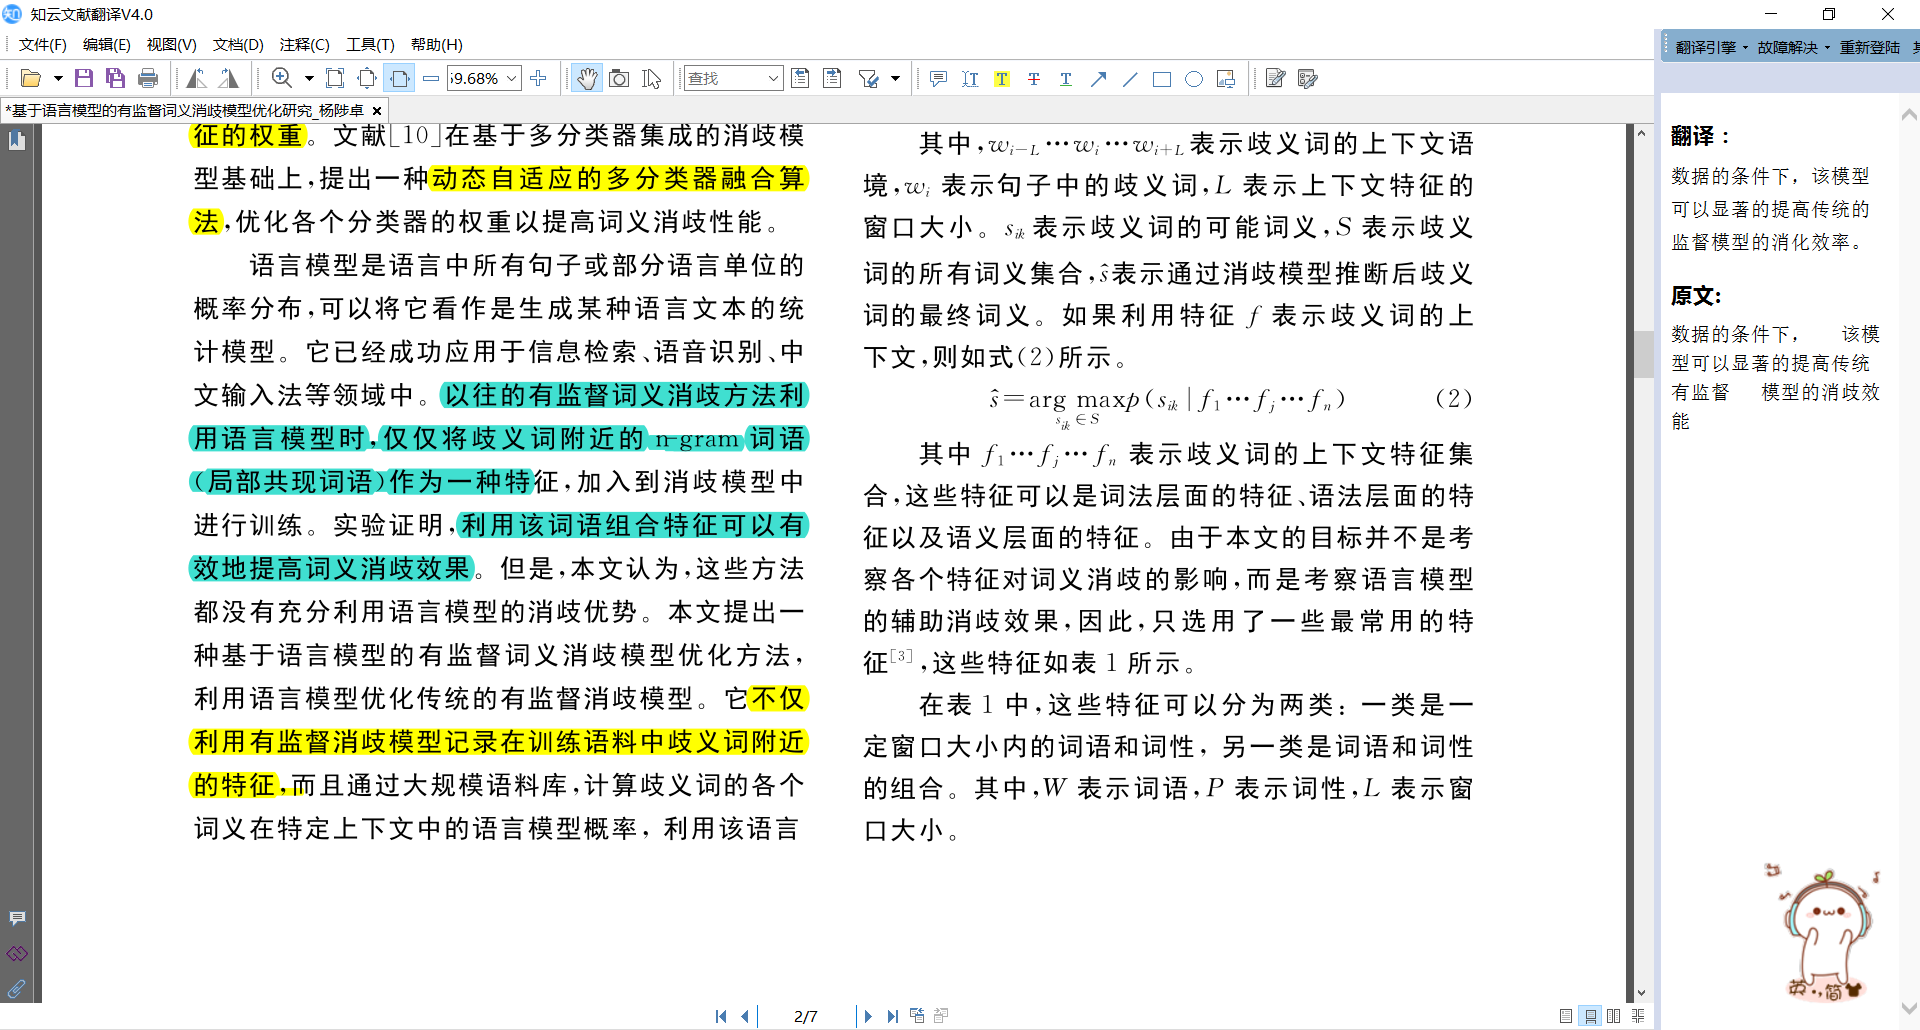 知云文献翻译V4.0
文件(F) 编辑(E) 视图(V) 文档(D) 注释(C) 工具(T) 帮助(H)
翻译引擎 故障解决 重新登陆
59.68% 查找
*基于语言模型的有监督词义消歧模型优化研究_杨陟卓
征的权重。文献[10]在基于多分类器集成的消歧模
型基础上,提出一种动态自适应的多分类器融合算
法,优化各个分类器的权重以提高词义消歧性能。
语言模型是语言中所有句子或部分语言单位的
概率分布,可以将它看作是生成某种语言文本的统
计模型。它已经成功应用于信息检索、语音识别、中
文输入法等领域中。以往的有监督词义消歧方法利
用语言模型时,仅仅将歧义词附近的 n-gram 词语
(局部共现词语)作为一种特征,加入到消歧模型中
进行训练。实验证明,利用该词语组合特征可以有
效地提高词义消歧效果。但是,本文认为,这些方法
都没有充分利用语言模型的消歧优势。本文提出一
种基于语言模型的有监督词义消歧模型优化方法,
利用语言模型优化传统的有监督消歧模型。它不仅
利用有监督消歧模型记录在训练语料中歧义词附近
的特征,而且通过大规模语料库,计算歧义词的各个
词义在特定上下文中的语言模型概率,利用该语言
其中,w_{i-L}…w_i…w_{i+L}表示歧义词的上下文语
境,w_i 表示句子中的歧义词,L 表示上下文特征的
窗口大小。s_{ik} 表示歧义词的可能词义,S 表示歧义
词的所有词义集合,ŝ表示通过消歧模型推断后歧义
词的最终词义。如果利用特征 f 表示歧义词的上
下文,则如式(2)所示。
ŝ=arg max p(s_{ik}|f_1…f_j…f_n) (2)
s_{ik}∈S
其中 f_1…f_j…f_n 表示歧义词的上下文特征集
合,这些特征可以是词法层面的特征、语法层面的特
征以及语义层面的特征。由于本文的目标并不是考
察各个特征对词义消歧的影响,而是考察语言模型
的辅助消歧效果,因此,只选用了一些最常用的特
征[3],这些特征如表 1 所示。
在表 1 中,这些特征可以分为两类:一类是一
定窗口大小内的词语和词性,另一类是词语和词性
的组合。其中,W 表示词语,P 表示词性,L 表示窗
口大小。
翻译：
数据的条件下，该模型
可以显著的提高传统的
监督模型的消化效率。
原文:
数据的条件下， 该模
型可以显著的提高传统
有监督 模型的消歧效
能
英 简
2/7